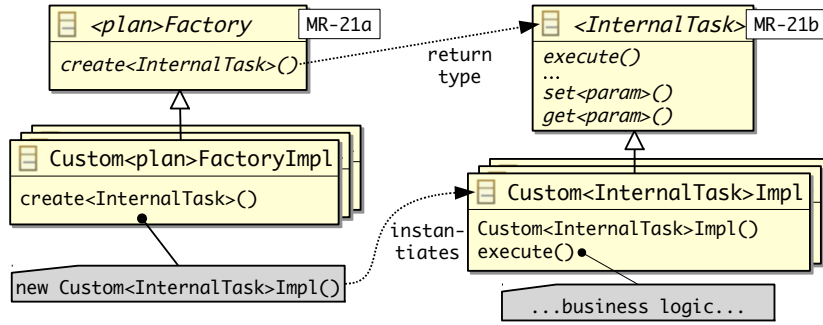 <plan>Factory
MR-21a
create<InternalTask>()
return
type
<InternalTask>
MR-21b
execute()
...
set<param>()
get<param>()
Custom<plan>FactoryImpl
create<InternalTask>()
new Custom<InternalTask>Impl()
instan-
tiates
Custom<InternalTask>Impl
Custom<InternalTask>Impl()
execute()
...business logic...